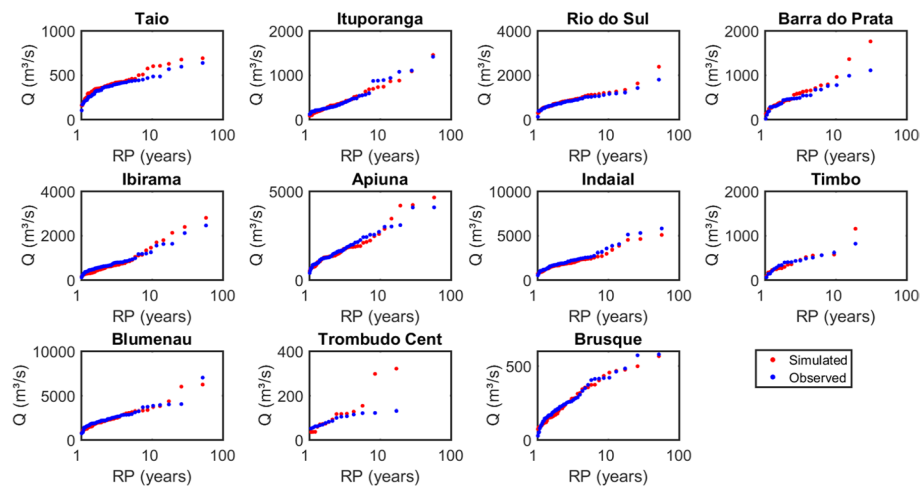 Taio
Ituporanga
Rio do Sul
Barra do Prata
1000
500
0
Q (m³/s)
1
10
100
RP (years)
2000
1000
0
Q (m³/s)
1
10
100
RP (years)
4000
2000
0
Q (m³/s)
1
10
100
RP (years)
2000
1000
0
Q (m³/s)
1
10
100
RP (years)
Ibirama
Apiuna
Indaial
Timbo
4000
2000
0
Q (m³/s)
1
10
100
RP (years)
5000
0
Q (m³/s)
1
10
100
RP (years)
10000
5000
0
Q (m³/s)
1
10
100
RP (years)
2000
1000
0
Q (m³/s)
1
10
100
RP (years)
Blumenau
Trombudo Cent
Brusque
10000
5000
0
Q (m³/s)
1
10
100
RP (years)
400
200
0
Q (m³/s)
1
10
100
RP (years)
500
0
Q (m³/s)
1
10
100
RP (years)
Simulated
Observed